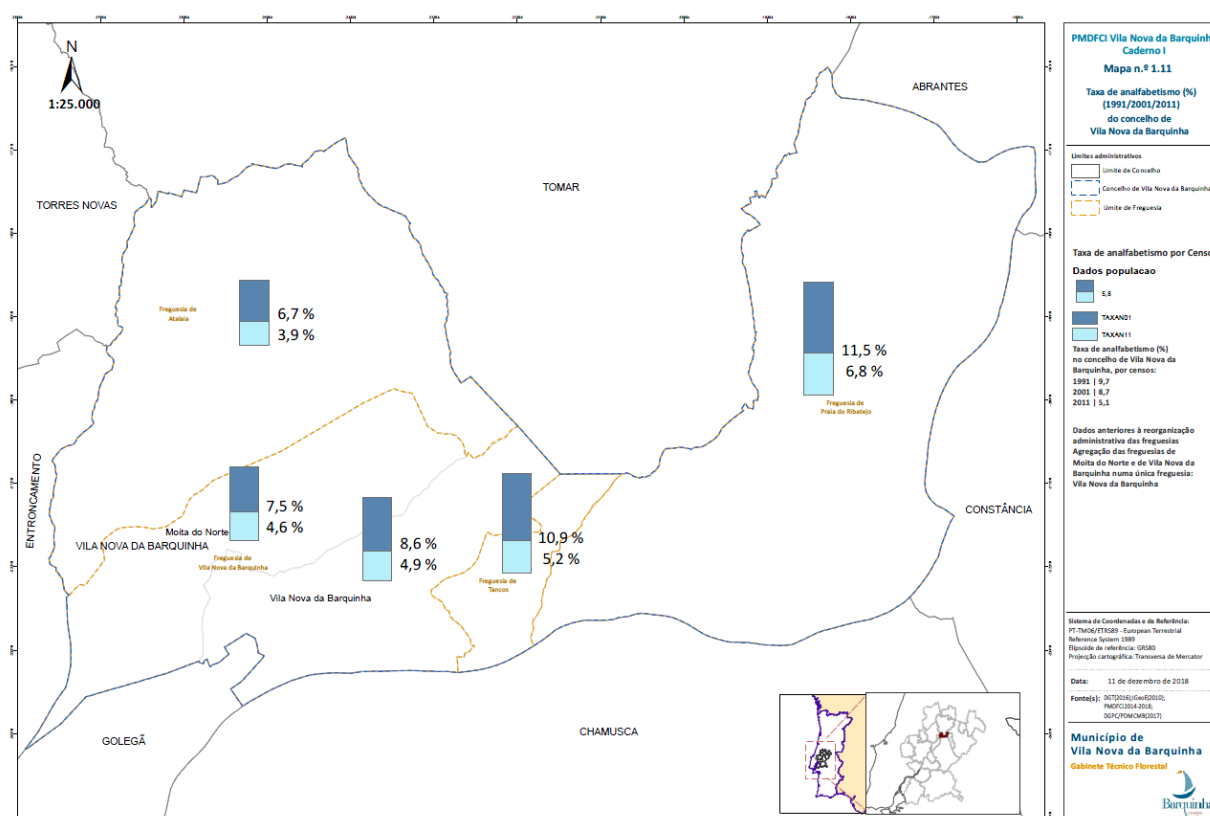 N
1:25.000
ABRANTES
TOMAR
TORRES NOVAS
Freguesia de
Atalaia
6,7 %
3,9 %
11,5 %
6,8 %
Freguesia de
Praia do Ribatejo
ENTRONCAMENTO
7,5 %
4,6 %
Moita do Norte
VILA NOVA DA BARQUINHA
Freguesia de
Vila Nova da Barquinha
8,6 %
4,9 %
Vila Nova da Barquinha
10,9 %
5,2 %
Freguesia de
Tancos
CONSTÂNCIA
GOLEGÃ
CHAMUSCA
PMDFCI Vila Nova da Barquinh
Caderno I
Mapa n.º 1.11
Taxa de analfabetismo (%)
(1991/2001/2011)
do concelho de
Vila Nova da Barquinha
Limites administrativos
Limite de Concelho
Concelho de Vila Nova da Barquinha
Limite de Freguesia
Taxa de analfabetismo por Censo
Dados populacao
5,8
TAXAN01
TAXAN11
Taxa de analfabetismo (%)
no concelho de Vila Nova da
Barquinha, por censos:
1991 | 9,7
2001 | 8,7
2011 | 5,1
Dados anteriores à reorganização
administrativa das freguesias
Agregação das freguesias de
Moita do Norte e de Vila Nova da
Barquinha numa única freguesia:
Vila Nova da Barquinha
Sistema de Coordenadas e de Referência:
PT-TM06/ETRS89 - European Terrestrial
Reference System 1989
Elipsoide de referência: GRS80
Projecção cartográfica: Transversa de Mercator
Data: 11 de dezembro de 2018
Fonte(s): DGT(2016);IGeoE(2010);
PMDFCI2014-2018;
DGPC/PDMCMB(2017)
Município de
Vila Nova da Barquinha
Gabinete Técnico Florestal
Barquinha